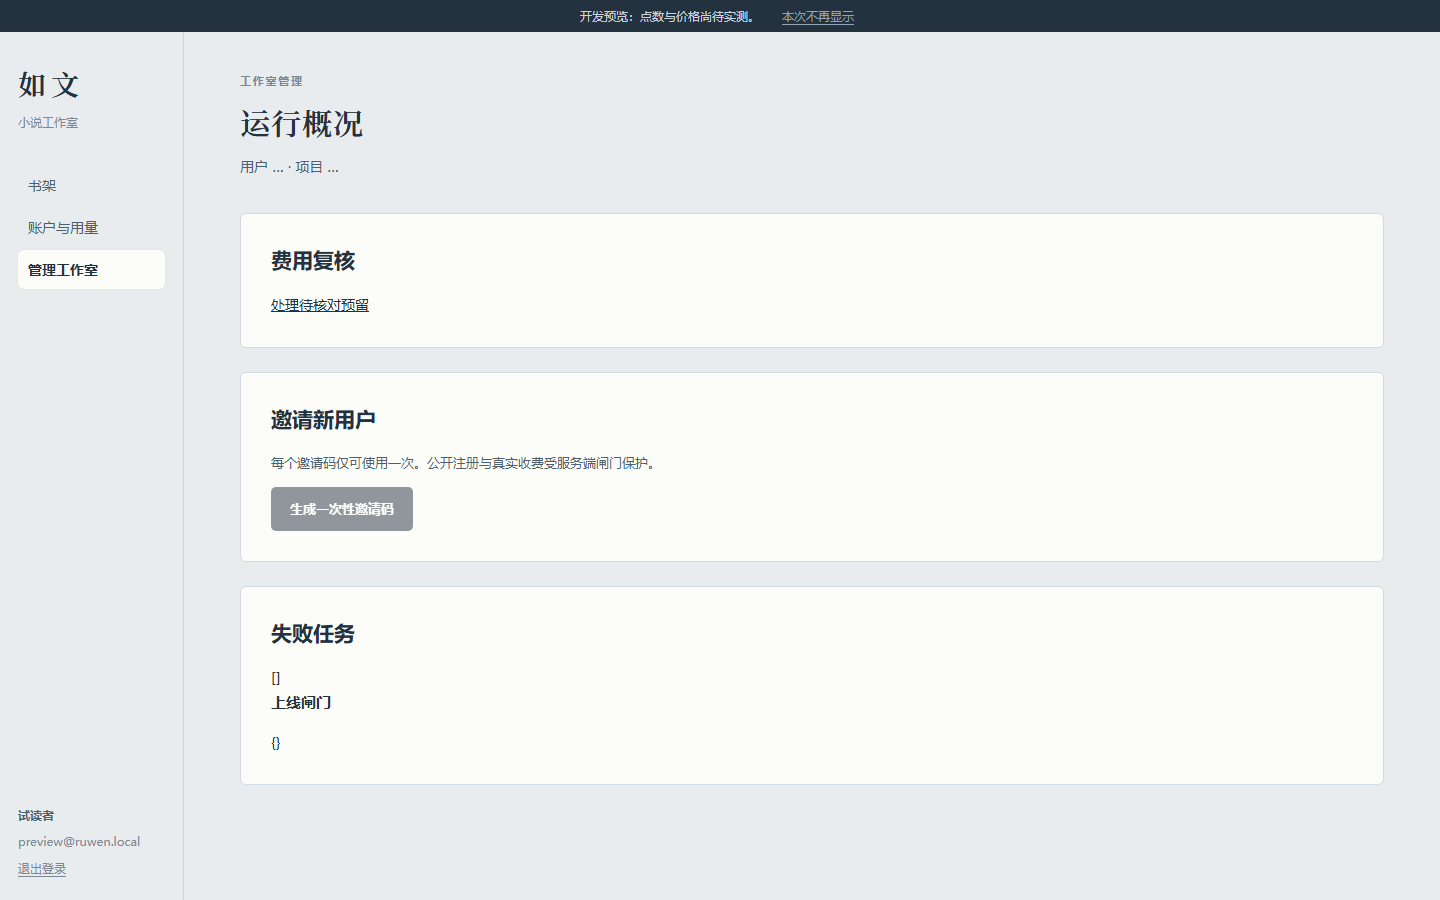 开发预览：点数与价格尚待实测。 本次不再显示
如文
小说工作室
书架
账户与用量
管理工作室
试读者
preview@ruwen.local
退出登录
工作室管理
运行概况
用户 ... · 项目 ...
费用复核
处理待核对预留
邀请新用户
每个邀请码仅可使用一次。公开注册与真实收费受服务端闸门保护。
生成一次性邀请码
失败任务
[]
上线闸门
{}